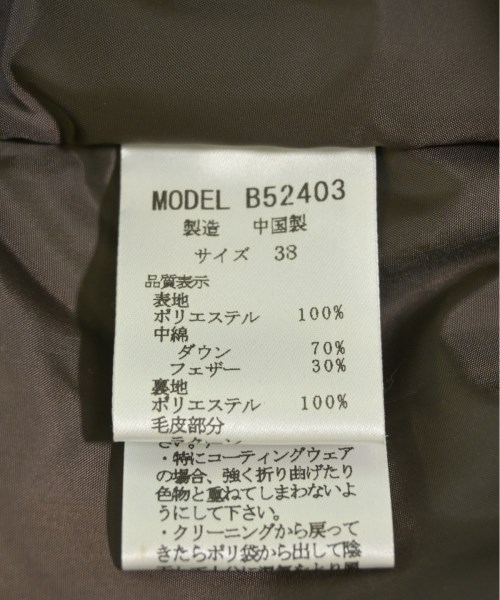 MODEL B52403
製造 中国製
サイズ 38
品質表示
表地
ポリエステル 100%
中綿
ダウン 70%
フェザー 30%
裏地
ポリエステル 100%
毛皮部分
・特にコーティングウェア
の場合、強く折り曲げたり
色物と重ねてしまわないよ
うにして下さい。
・クリーニングから戻って
きたらポリ袋から出して陰